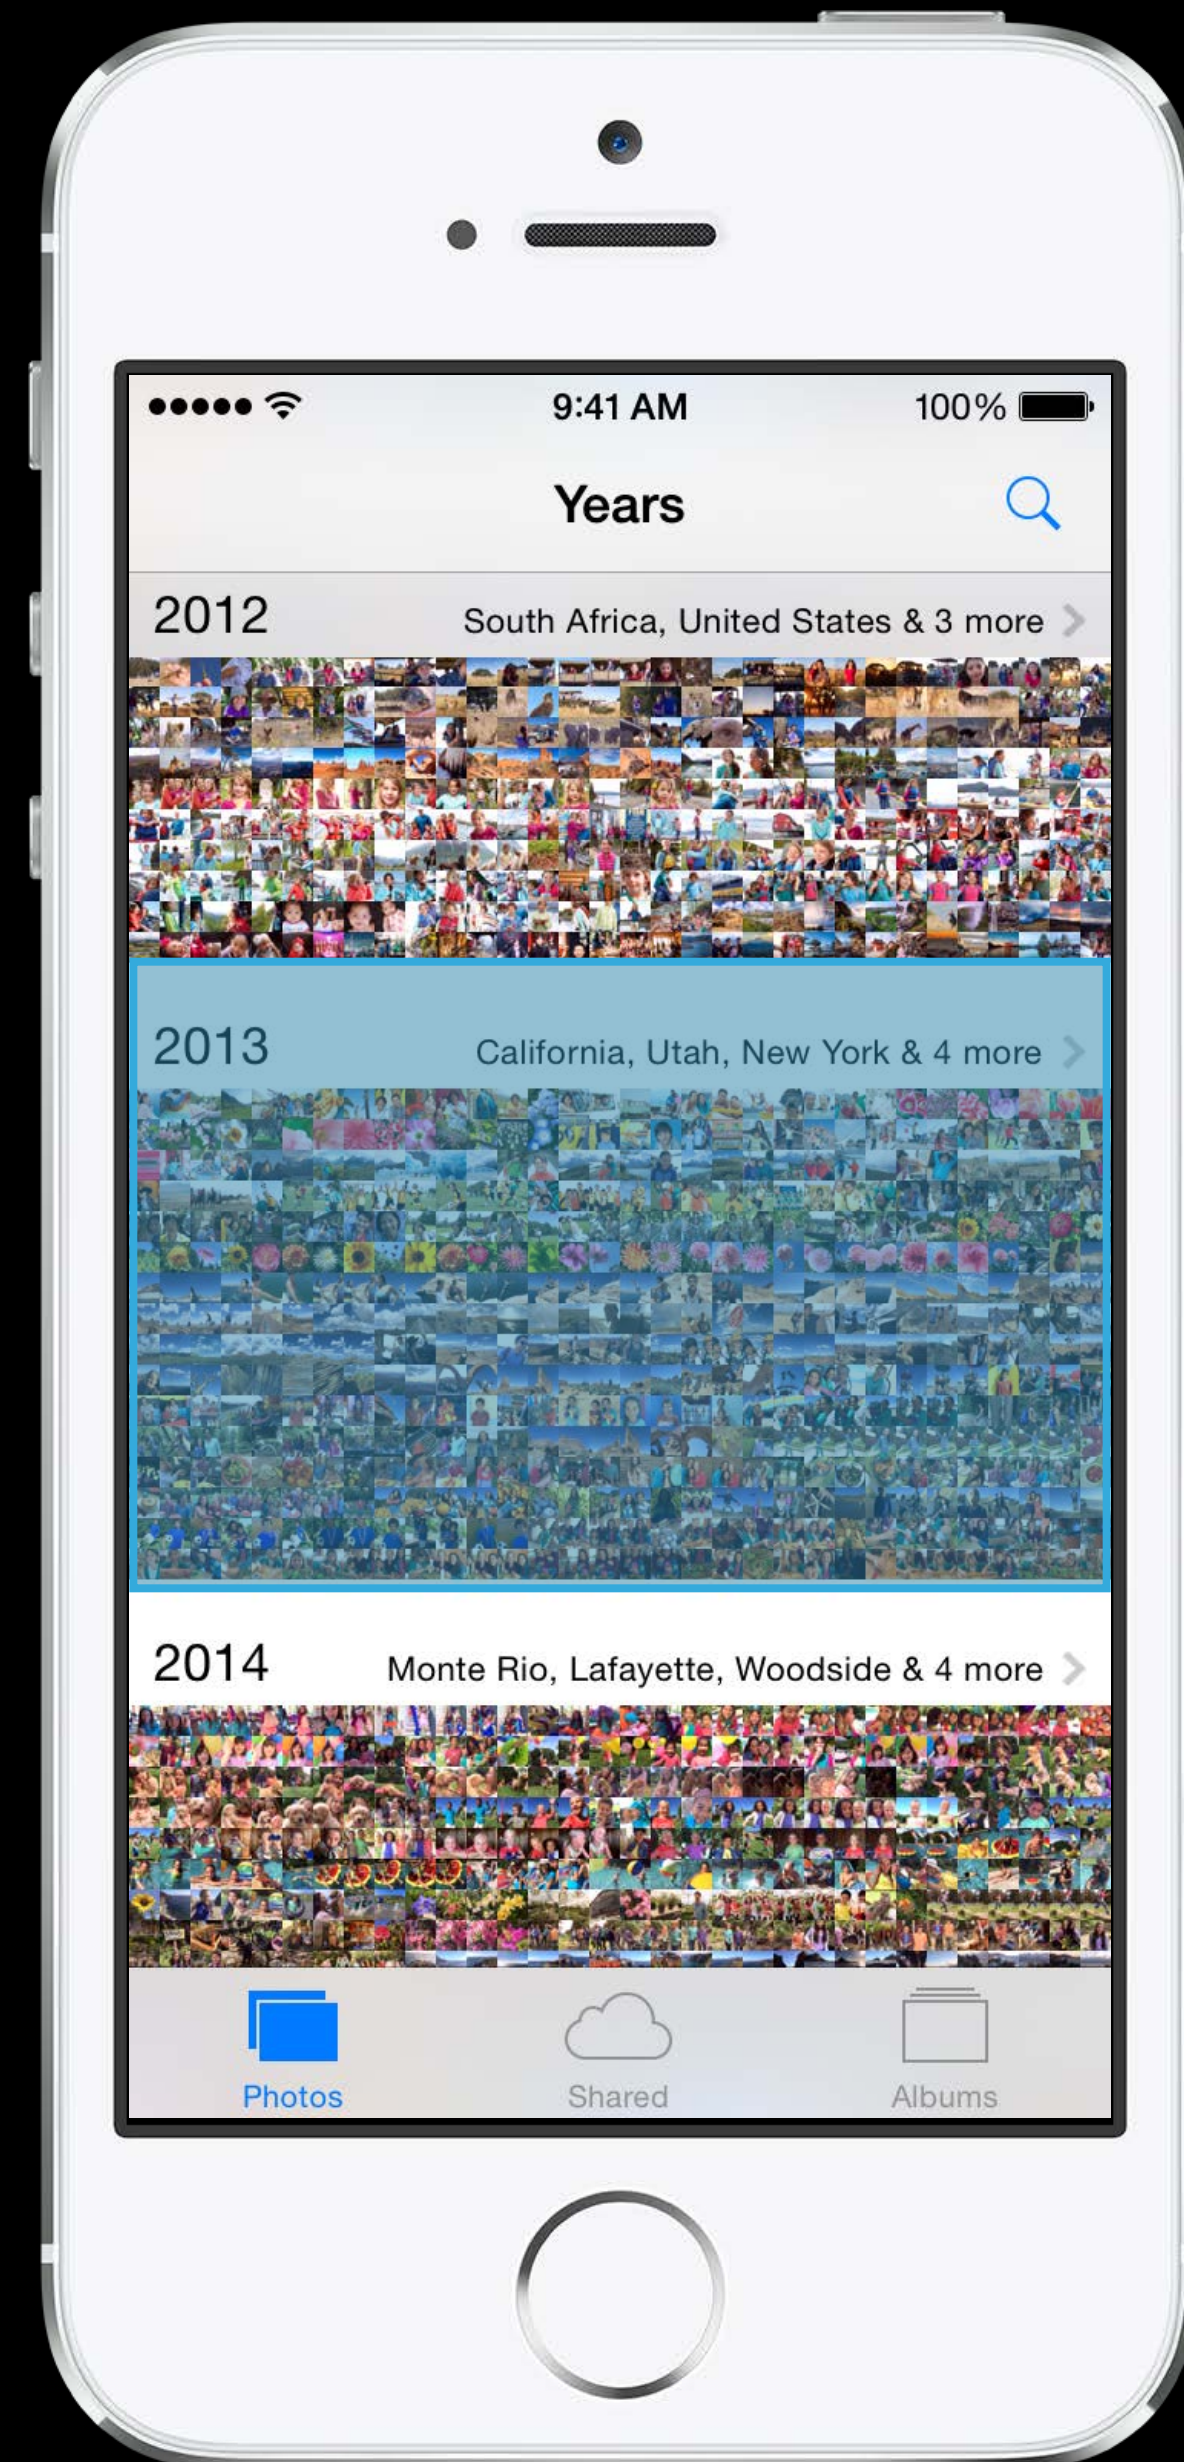 9:41 AM 100%
Years
2012 South Africa, United States & 3 more
2013 California, Utah, New York & 4 more
2014 Monte Rio, Lafayette, Woodside & 4 more
Photos Shared Albums